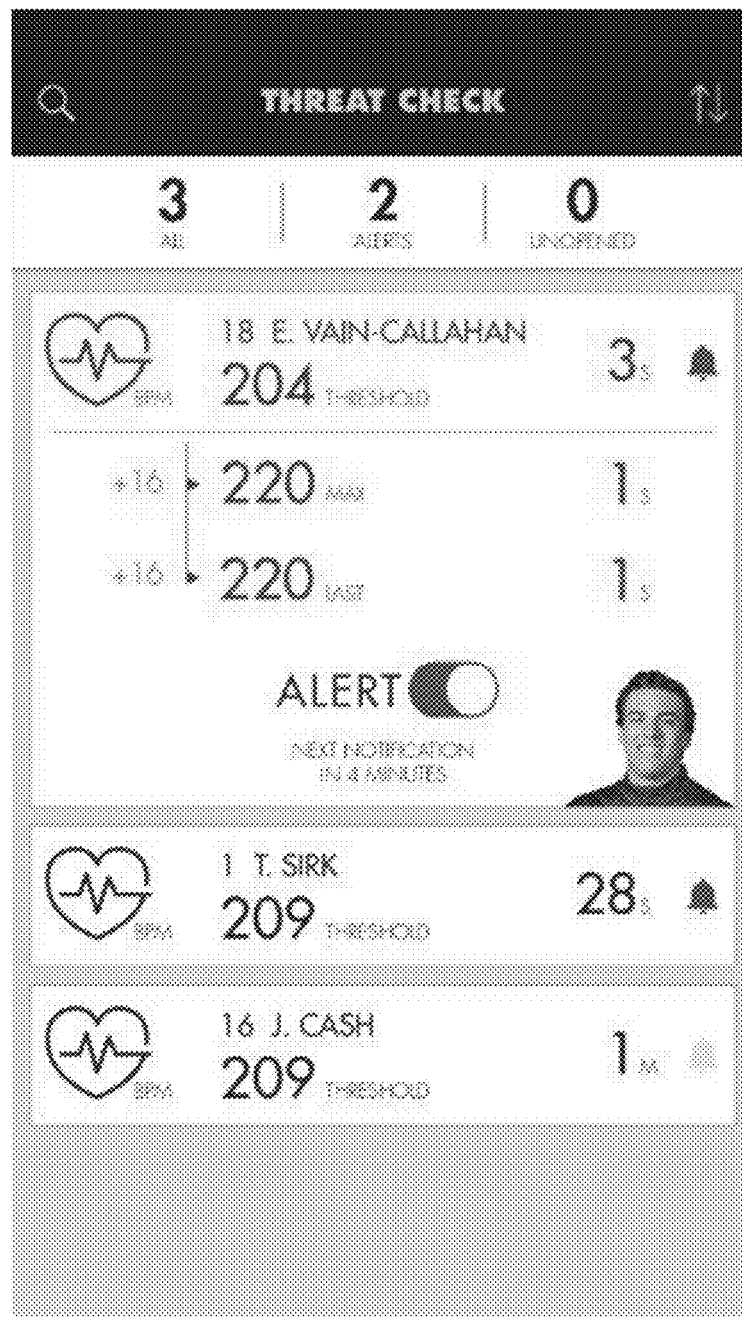 THREAT CHECK
3 2 0
ALL ALERTS UNOPENED
18 E. VAIN-CALLAHAN
BPM 204 THRESHOLD 3 S
+16 220 MAX 1 S
+16 220 LAST 1 S
ALERT
NEXT NOTIFICATION
IN 4 MINUTES
1 T. SIRK
BPM 209 THRESHOLD 28 S
16 J. CASH
BPM 209 THRESHOLD 1 M